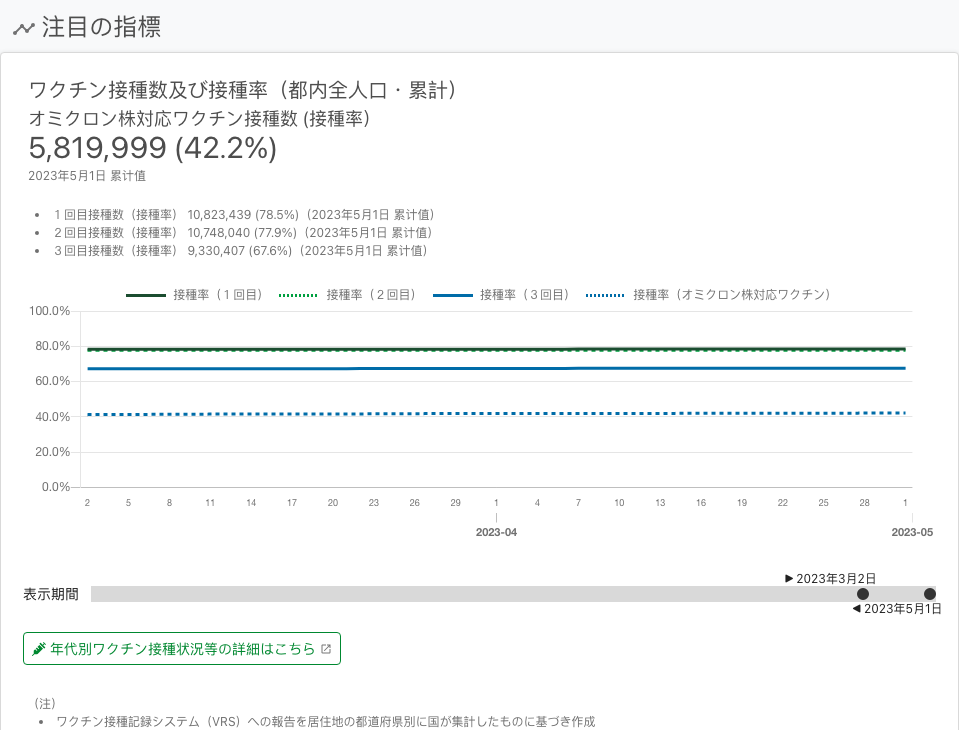 注目の指標
ワクチン接種数及び接種率（都内全人口・累計）
オミクロン株対応ワクチン接種数 (接種率）
5,819,999 (42.2%)
2023年5月1日 累計値
• 1 回目接種数（接種率） 10,823,439 (78.5%)（2023年5月1日 累計値）
• 2 回目接種数（接種率） 10,748,040 (77.9%)（2023年5月1日 累計値）
• 3 回目接種数（接種率） 9,330,407 (67.6%)（2023年5月1日 累計値）
接種率（1 回目） 接種率（2 回目） 接種率（3 回目） 接種率（オミクロン株対応ワクチン）
100.0%
80.0%
60.0%
40.0%
20.0%
0.0%
2 5 8 11 14 17 20 23 26 29 1 4 7 10 13 16 19 22 25 28 1
2023-04 2023-05
▶2023年3月2日
表示期間
◀2023年5月1日
年代別ワクチン接種状況等の詳細はこちら
（注）
• ワクチン接種記録システム（VRS）への報告を居住地の都道府県別に国が集計したものに基づき作成